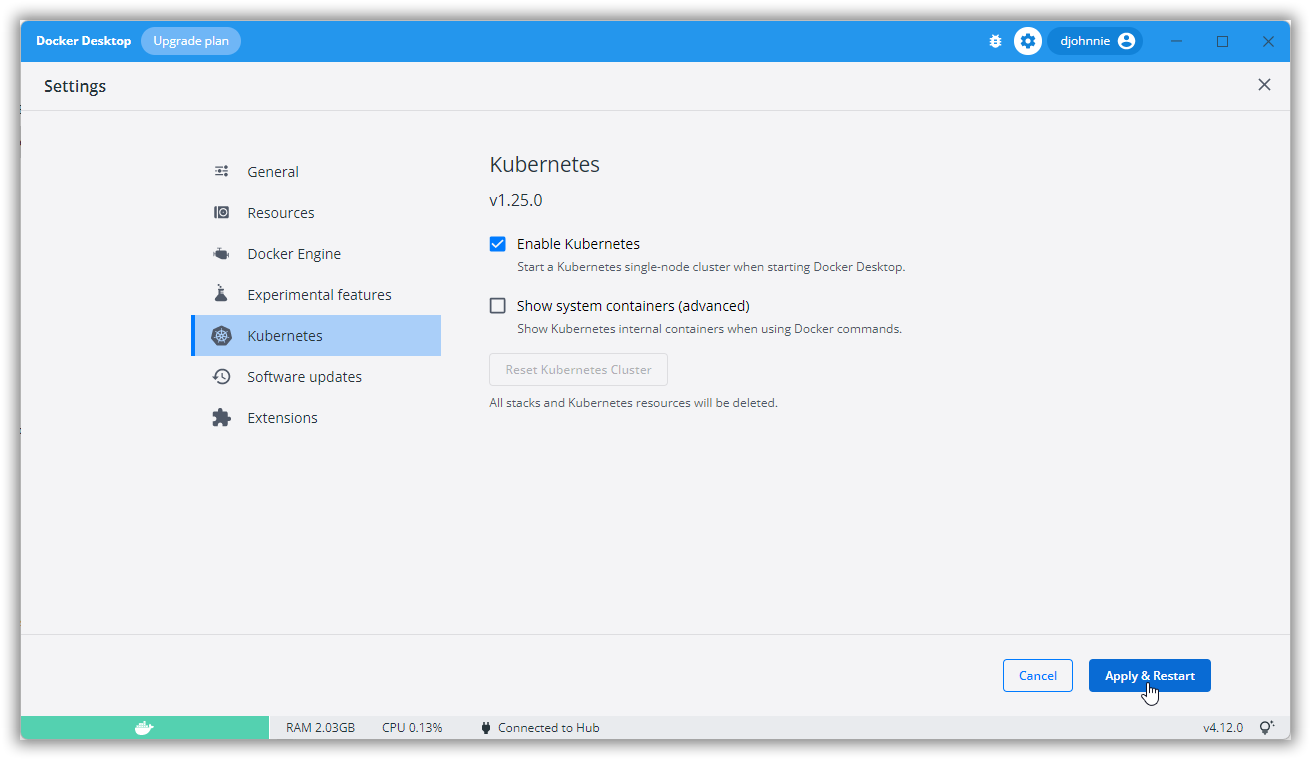 Docker Desktop Upgrade plan djohnnie
Settings
General
Resources
Docker Engine
Experimental features
Kubernetes
Software updates
Extensions
Kubernetes
v1.25.0
Enable Kubernetes
Start a Kubernetes single-node cluster when starting Docker Desktop.
Show system containers (advanced)
Show Kubernetes internal containers when using Docker commands.
Reset Kubernetes Cluster
All stacks and Kubernetes resources will be deleted.
Cancel Apply & Restart
RAM 2.03GB CPU 0.13% Connected to Hub v4.12.0